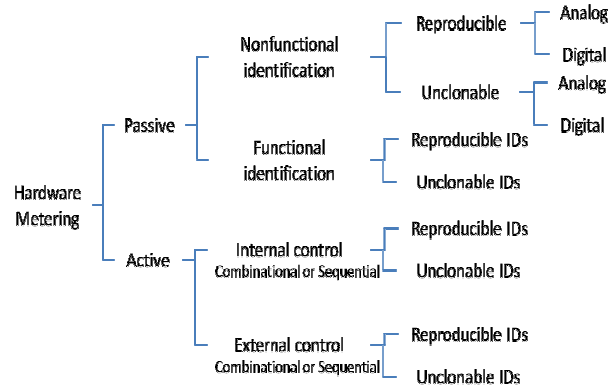 Hardware
Metering
Passive
Nonfunctional
identification
Reproducible
Analog
Digital
Unclonable
Analog
Digital
Functional
identification
Reproducible IDs
Unclonable IDs
Active
Internal control
Combinational or Sequential
Reproducible IDs
Unclonable IDs
External control
Combinational or Sequential
Reproducible IDs
Unclonable IDs